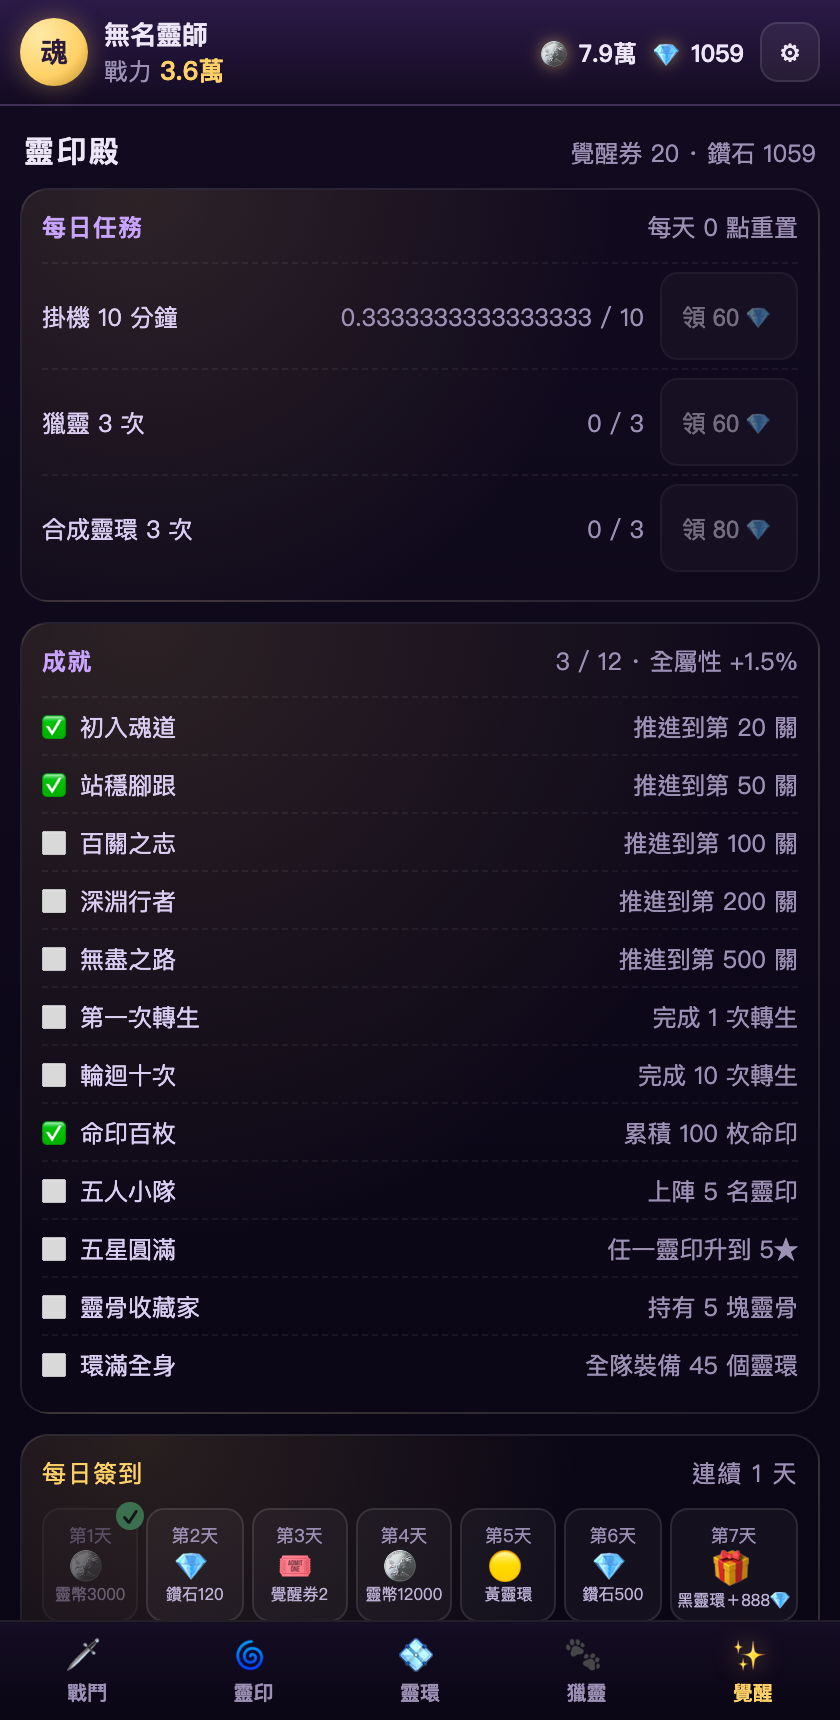 魂
無名靈師
戰力 3.6萬
7.9萬 1059
靈印殿
覺醒券 20 · 鑽石 1059
每日任務
每天 0 點重置
掛機 10 分鐘
0.3333333333333333 / 10
領 60
獵靈 3 次
0 / 3
領 60
合成靈環 3 次
0 / 3
領 80
成就
3 / 12 · 全屬性 +1.5%
初入魂道
推進到第 20 關
站穩腳跟
推進到第 50 關
百關之志
推進到第 100 關
深淵行者
推進到第 200 關
無盡之路
推進到第 500 關
第一次轉生
完成 1 次轉生
輪迴十次
完成 10 次轉生
命印百枚
累積 100 枚命印
五人小隊
上陣 5 名靈印
五星圓滿
任一靈印升到 5★
靈骨收藏家
持有 5 塊靈骨
環滿全身
全隊裝備 45 個靈環
每日簽到
連續 1 天
第1天
靈幣3000
第2天
鑽石120
第3天
ADMIT ONE
覺醒券2
第4天
靈幣12000
第5天
黃靈環
第6天
鑽石500
第7天
黑靈環+888
戰鬥
靈印
靈環
獵靈
覺醒